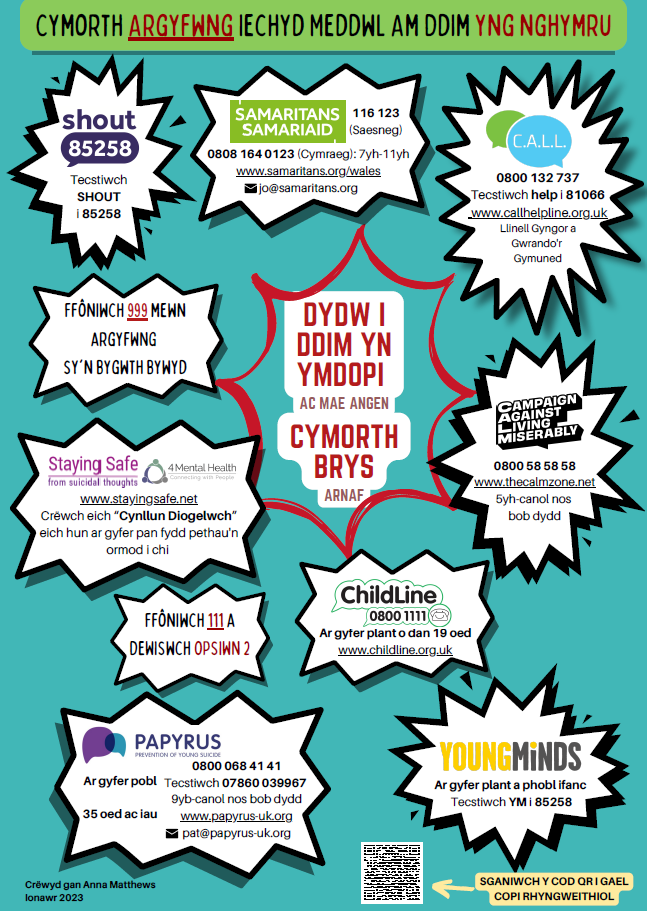 CYMORTH ARGYFWNG IECHYD MEDDWL AM DDIM YNG NGHYMRU
shout
85258
Tecstiwch
SHOUT
i 85258
SAMARITANS
SAMARIAID
116 123
(Saesneg)
0808 164 0123 (Cymraeg): 7yh-11yh
www.samaritans.org/wales
jo@samaritans.org
C.A.L.L.
0800 132 737
Tecstiwch help i 81066
www.callhelpline.org.uk
Llinell Gyngor a
Gwrando'r
Gymuned
FFÔNIWCH 999 MEWN
ARGYFWNG
SY'N BYGWTH BYWYD
DYDW I
DDIM YN
YMDOPI
AC MAE ANGEN
CYMORTH
BRYS
ARNAF
CAMPAIGN
AGAINST
LIVING
MISERABLY
0800 58 58 58
www.thecalmzone.net
5yh-canol nos
bob dydd
Staying Safe
from suicidal thoughts
4 Mental Health
Connecting with People
www.stayingsafe.net
Crëwch eich “Cynllun Diogelwch”
eich hun ar gyfer pan fydd pethau'n
ormod i chi
FFÔNIWCH 111 A
DEWISWCH OPSIWN 2
ChildLine
0800 1111
Ar gyfer plant o dan 19 oed
www.childline.org.uk
PAPYRUS
PREVENTION OF YOUNG SUICIDE
Ar gyfer pobl
35 oed ac iau
0800 068 41 41
Tecstiwch 07860 039967
9yb-canol nos bob dydd
www.papyrus-uk.org
pat@papyrus-uk.org
YOUNGMiNDS
Ar gyfer plant a phobl ifanc
Tecstiwch YM i 85258
Crëwyd gan Anna Matthews
Ionawr 2023
SGANIWCH Y COD QR I GAEL
COPI RHYNGWEITHIOL